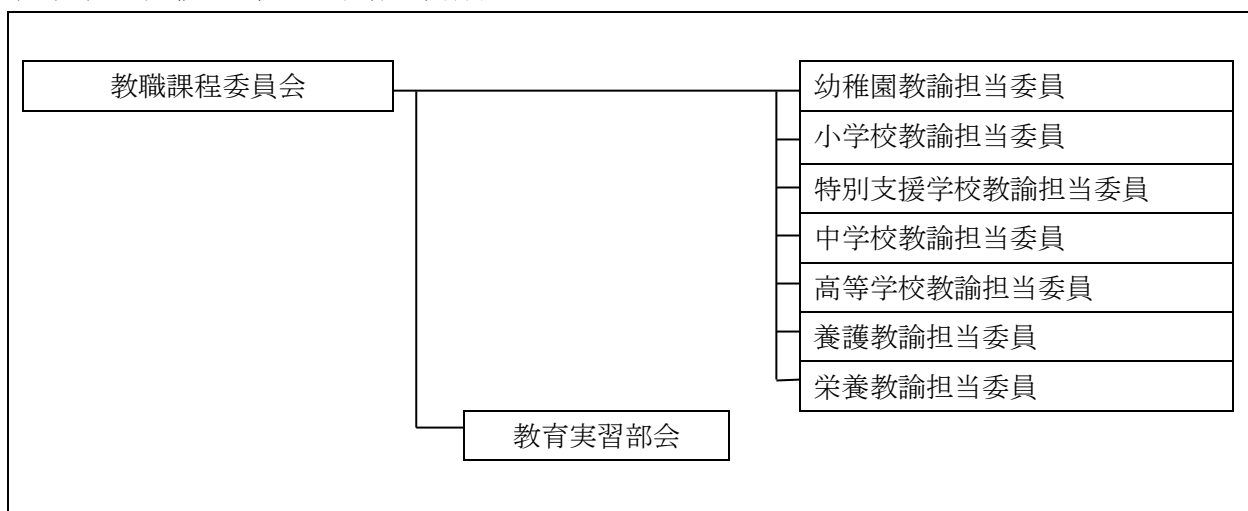 教職課程委員会
幼稚園教諭担当委員
小学校教諭担当委員
特別支援学校教諭担当委員
中学校教諭担当委員
高等学校教諭担当委員
養護教諭担当委員
栄養教諭担当委員
教育実習部会